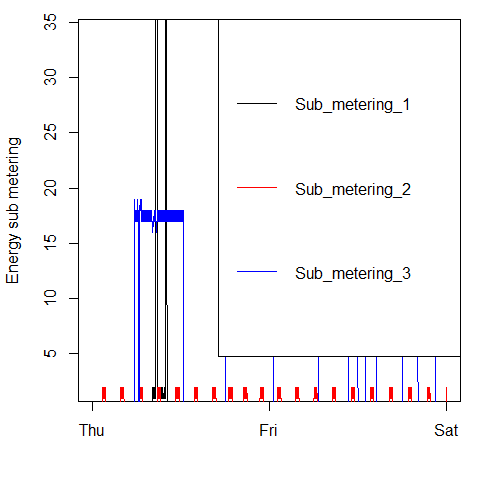 35
30
25
20
15
10
5
Energy sub metering
Sub_metering_1
Sub_metering_2
Sub_metering_3
Thu Fri Sat